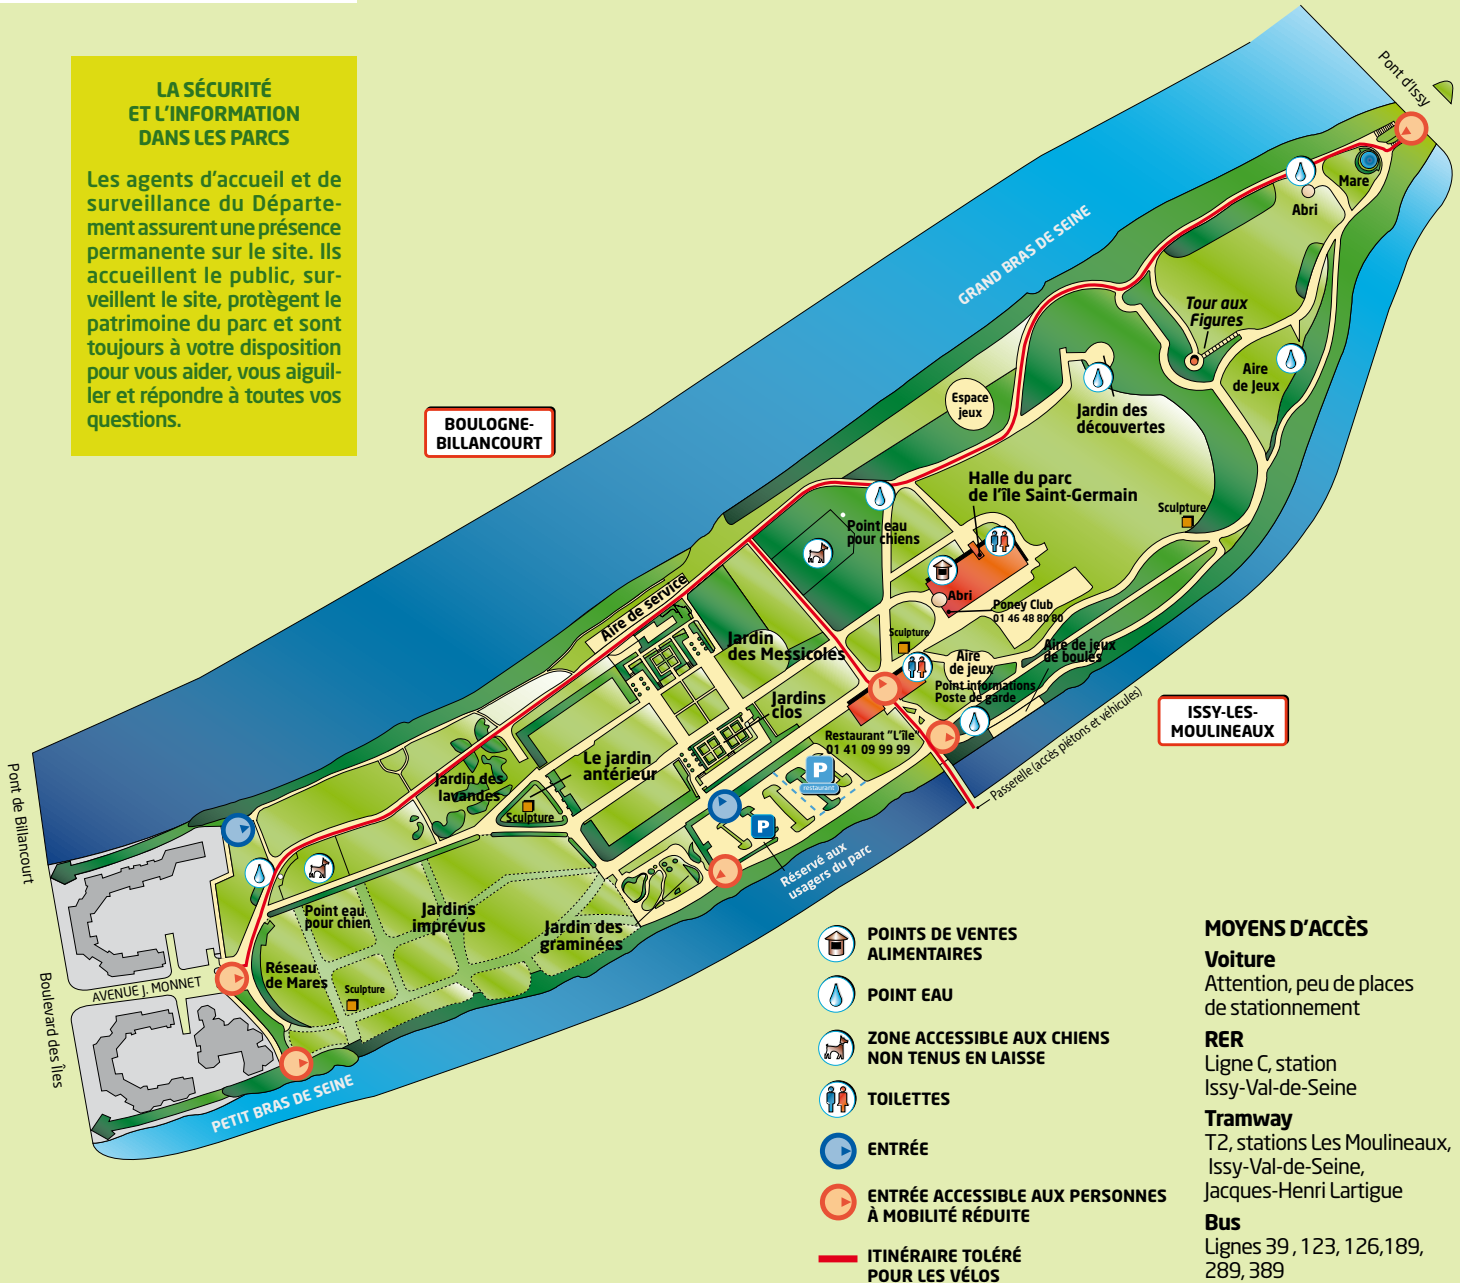 LA SÉCURITÉ
ET L'INFORMATION
DANS LES PARCS
Les agents d'accueil et de
surveillance du Départe-
ment assurent une présence
permanente sur le site. Ils
accueillent le public, sur-
veillent le site, protègent le
patrimoine du parc et sont
toujours à votre disposition
pour vous aider, vous aiguil-
ler et répondre à toutes vos
questions.
BOULOGNE-
BILLANCOURT
GRAND BRAS DE SEINE
Pont d'Issy
Mare
Abri
Tour aux
Figures
Aire
de Jeux
Espace
jeux
Jardin des
découvertes
Halle du parc
de l'île Saint-Germain
Sculpture
Point eau
pour chiens
Abri
Poney Club
01 46 48 80 80
Sculpture
Aire de jeux
de boules
Aire
de jeux
Point informations
Poste de garde
Aire de service
Jardin
des Messicoles
Jardins
clos
Restaurant "L'île"
01 41 09 99 99
P
restaurant
P
Réservé aux
usagers du parc
Passerelle (accès piétons et véhicules)
ISSY-LES-
MOULINEAUX
Le jardin
antérieur
Jardin des
lavandes
Sculpture
Pont de Billancourt
Point eau
pour chien
Jardins
imprévus
Jardin des
graminées
Réseau
de Mares
Sculpture
AVENUE J. MONNET
Boulevard des Îles
PETIT BRAS DE SEINE
POINTS DE VENTES
ALIMENTAIRES
POINT EAU
ZONE ACCESSIBLE AUX CHIENS
NON TENUS EN LAISSE
TOILETTES
ENTRÉE
ENTRÉE ACCESSIBLE AUX PERSONNES
À MOBILITÉ RÉDUITE
ITINÉRAIRE TOLÉRÉ
POUR LES VÉLOS
MOYENS D'ACCÈS
Voiture
Attention, peu de places
de stationnement
RER
Ligne C, station
Issy-Val-de-Seine
Tramway
T2, stations Les Moulineaux,
Issy-Val-de-Seine,
Jacques-Henri Lartigue
Bus
Lignes 39 , 123, 126,189,
289, 389